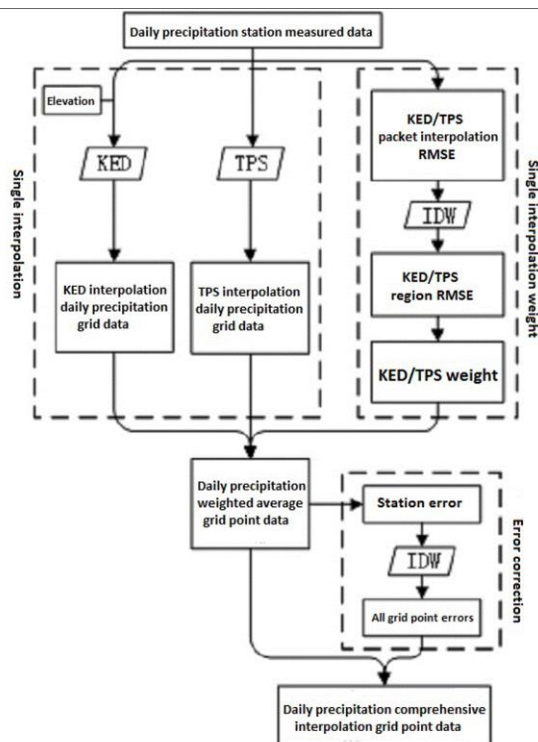 Daily precipitation station measured data
Elevation
KED
TPS
KED interpolation
daily precipitation
grid data
TPS interpolation
daily precipitation
grid data
Single interpolation
KED/TPS
packet interpolation
RMSE
IDW
KED/TPS
region RMSE
KED/TPS weight
Single interpolation weight
Daily precipitation
weighted average
grid point data
Station error
IDW
All grid point errors
Error correction
Daily precipitation comprehensive
interpolation grid point data